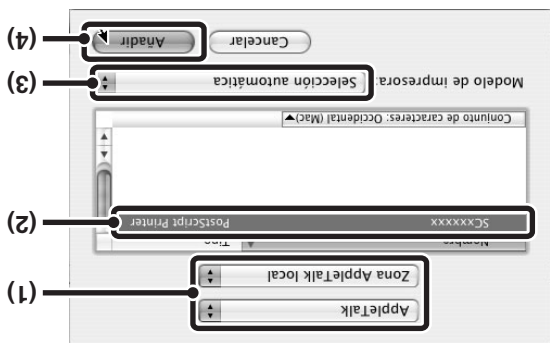 AppleTalk
Zona AppleTalk local
(1)
Nombre Tipo
SCxxxxxx PostScript Printer (2)
Conjunto de caracteres: Occidental (Mac)
Modelo de impresora: Selección automática (3)
Cancelar Añadir (4)